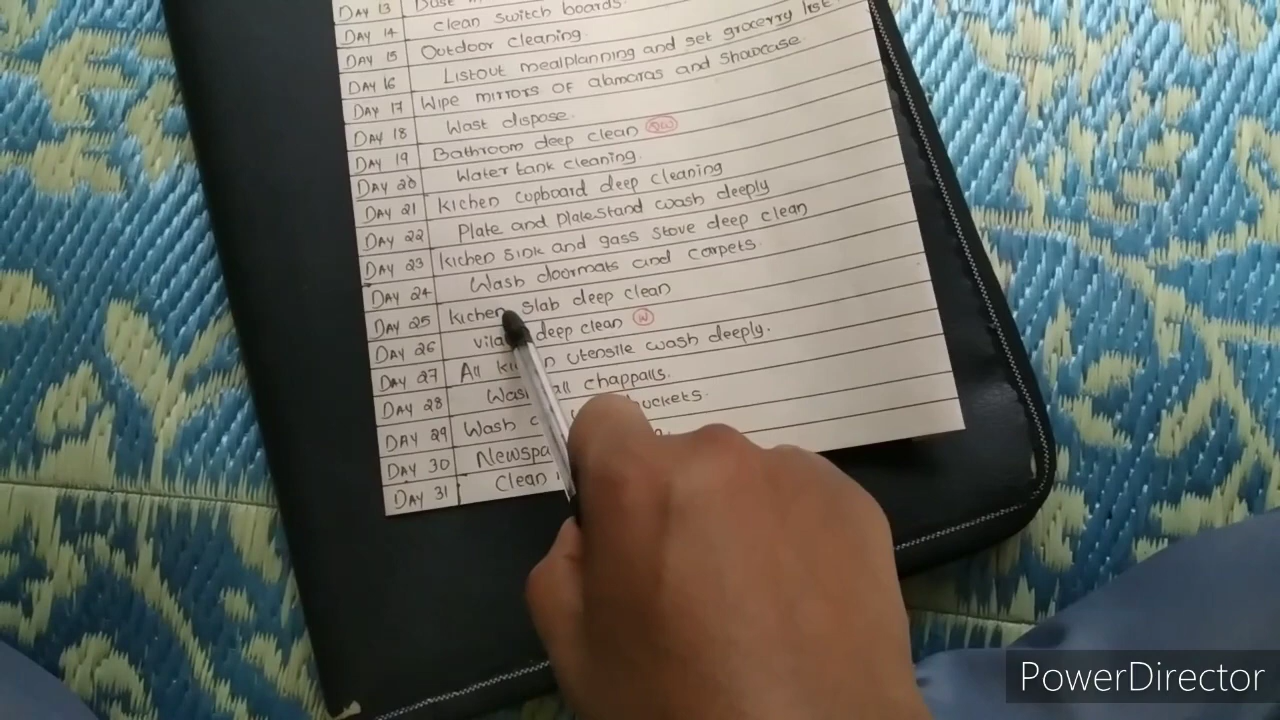 DAY 13
DAY 14 clean switch boards.
DAY 15 Outdoor cleaning.
DAY 16 Listout mealplanning and set grocerry list.
DAY 17 Wipe mirrors of alamaras and showcase.
DAY 18 Wast dispose.
DAY 19 Bathroom deep clean
DAY 20 Water tank cleaning.
DAY 21 kichen cupboard deep cleaning
DAY 22 Plate and platestand wash deeply
DAY 23 kichen sink and gass stove deep clean
DAY 24 Wash doormats and carpets.
DAY 25 kichen slab deep clean
DAY 26 deep clean W
DAY 27 All utensile wash deeply.
DAY 28 all chappalls.
DAY 29 Wash buckets.
DAY 30
DAY 31 Clean
PowerDirector